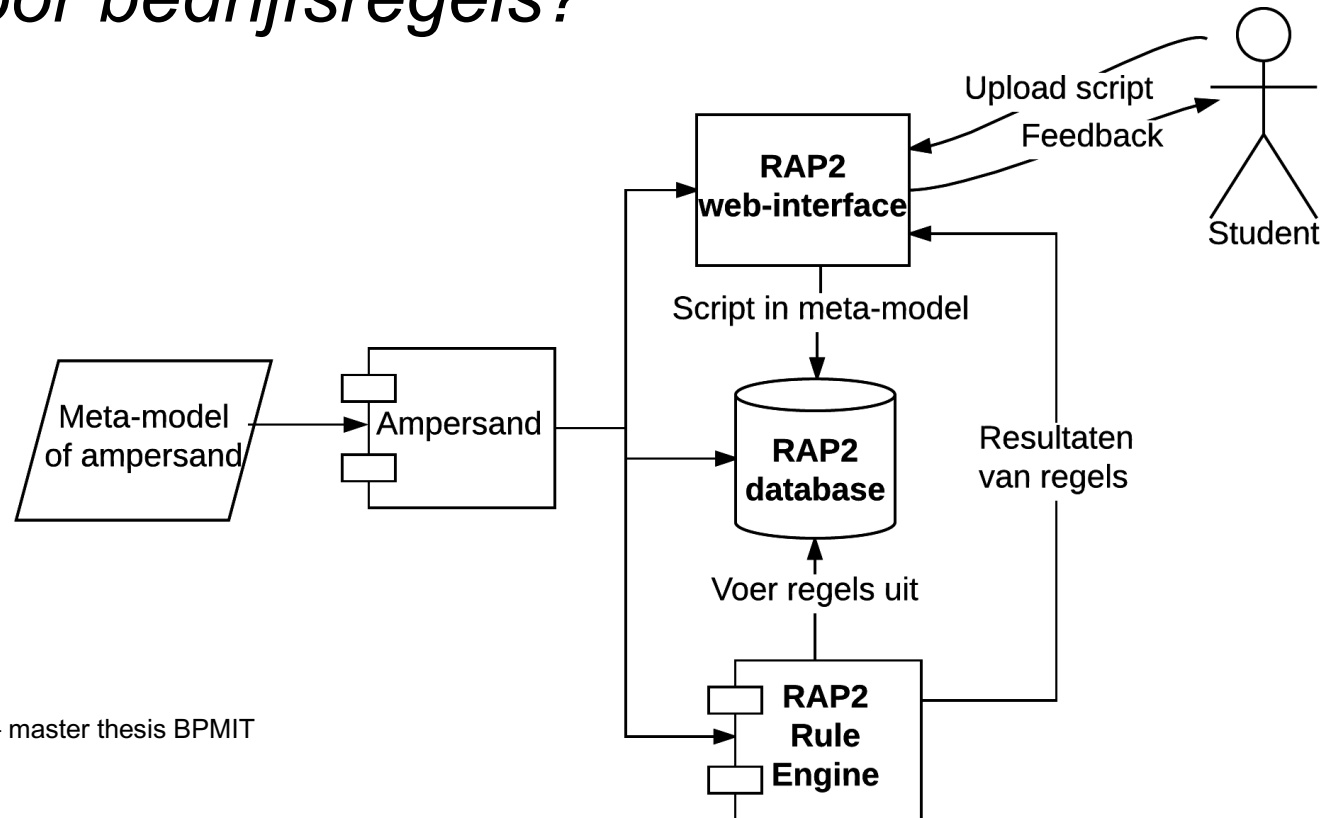 bedrijfsregels?
Upload script
Feedback
Student
RAP2
web-interface
Script in meta-model
Meta-model
of ampersand
Ampersand
RAP2
database
Resultaten
van regels
Voer regels uit
RAP2
Rule
Engine
master thesis BPMIT